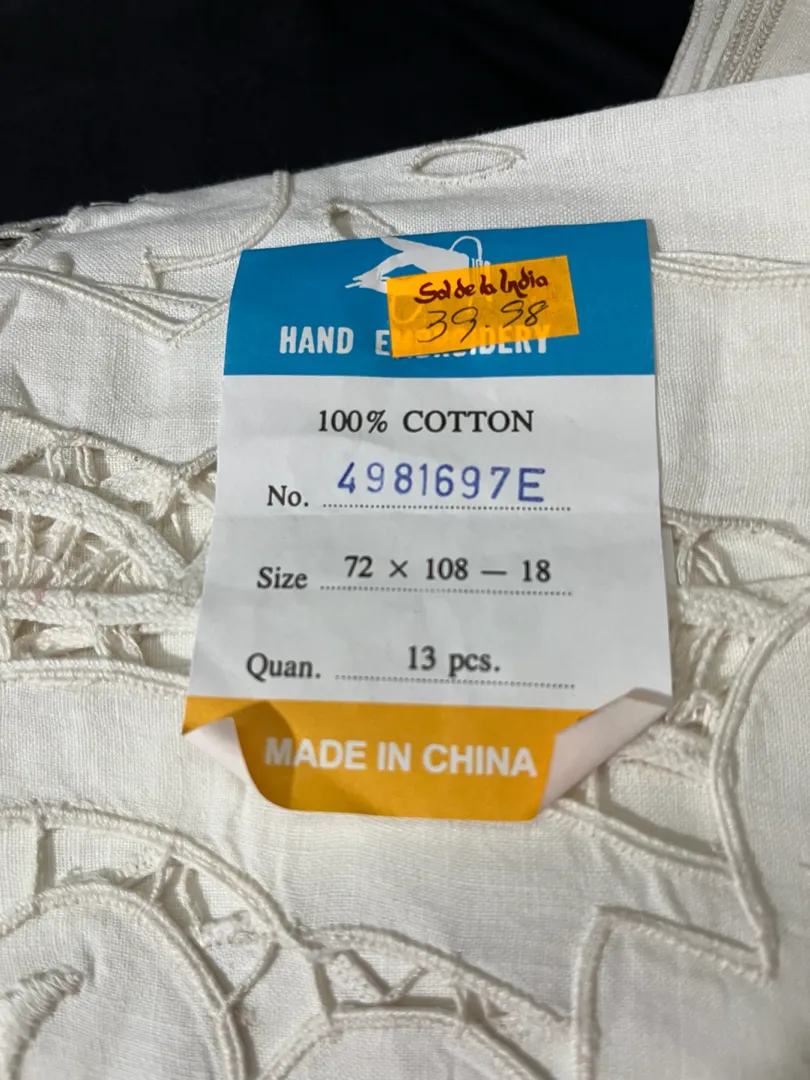 Sol de la India
39.98
HAND EMBROIDERY
100% COTTON
No. 4981697E
Size 72 × 108 — 18
Quan. 13 pcs.
MADE IN CHINA